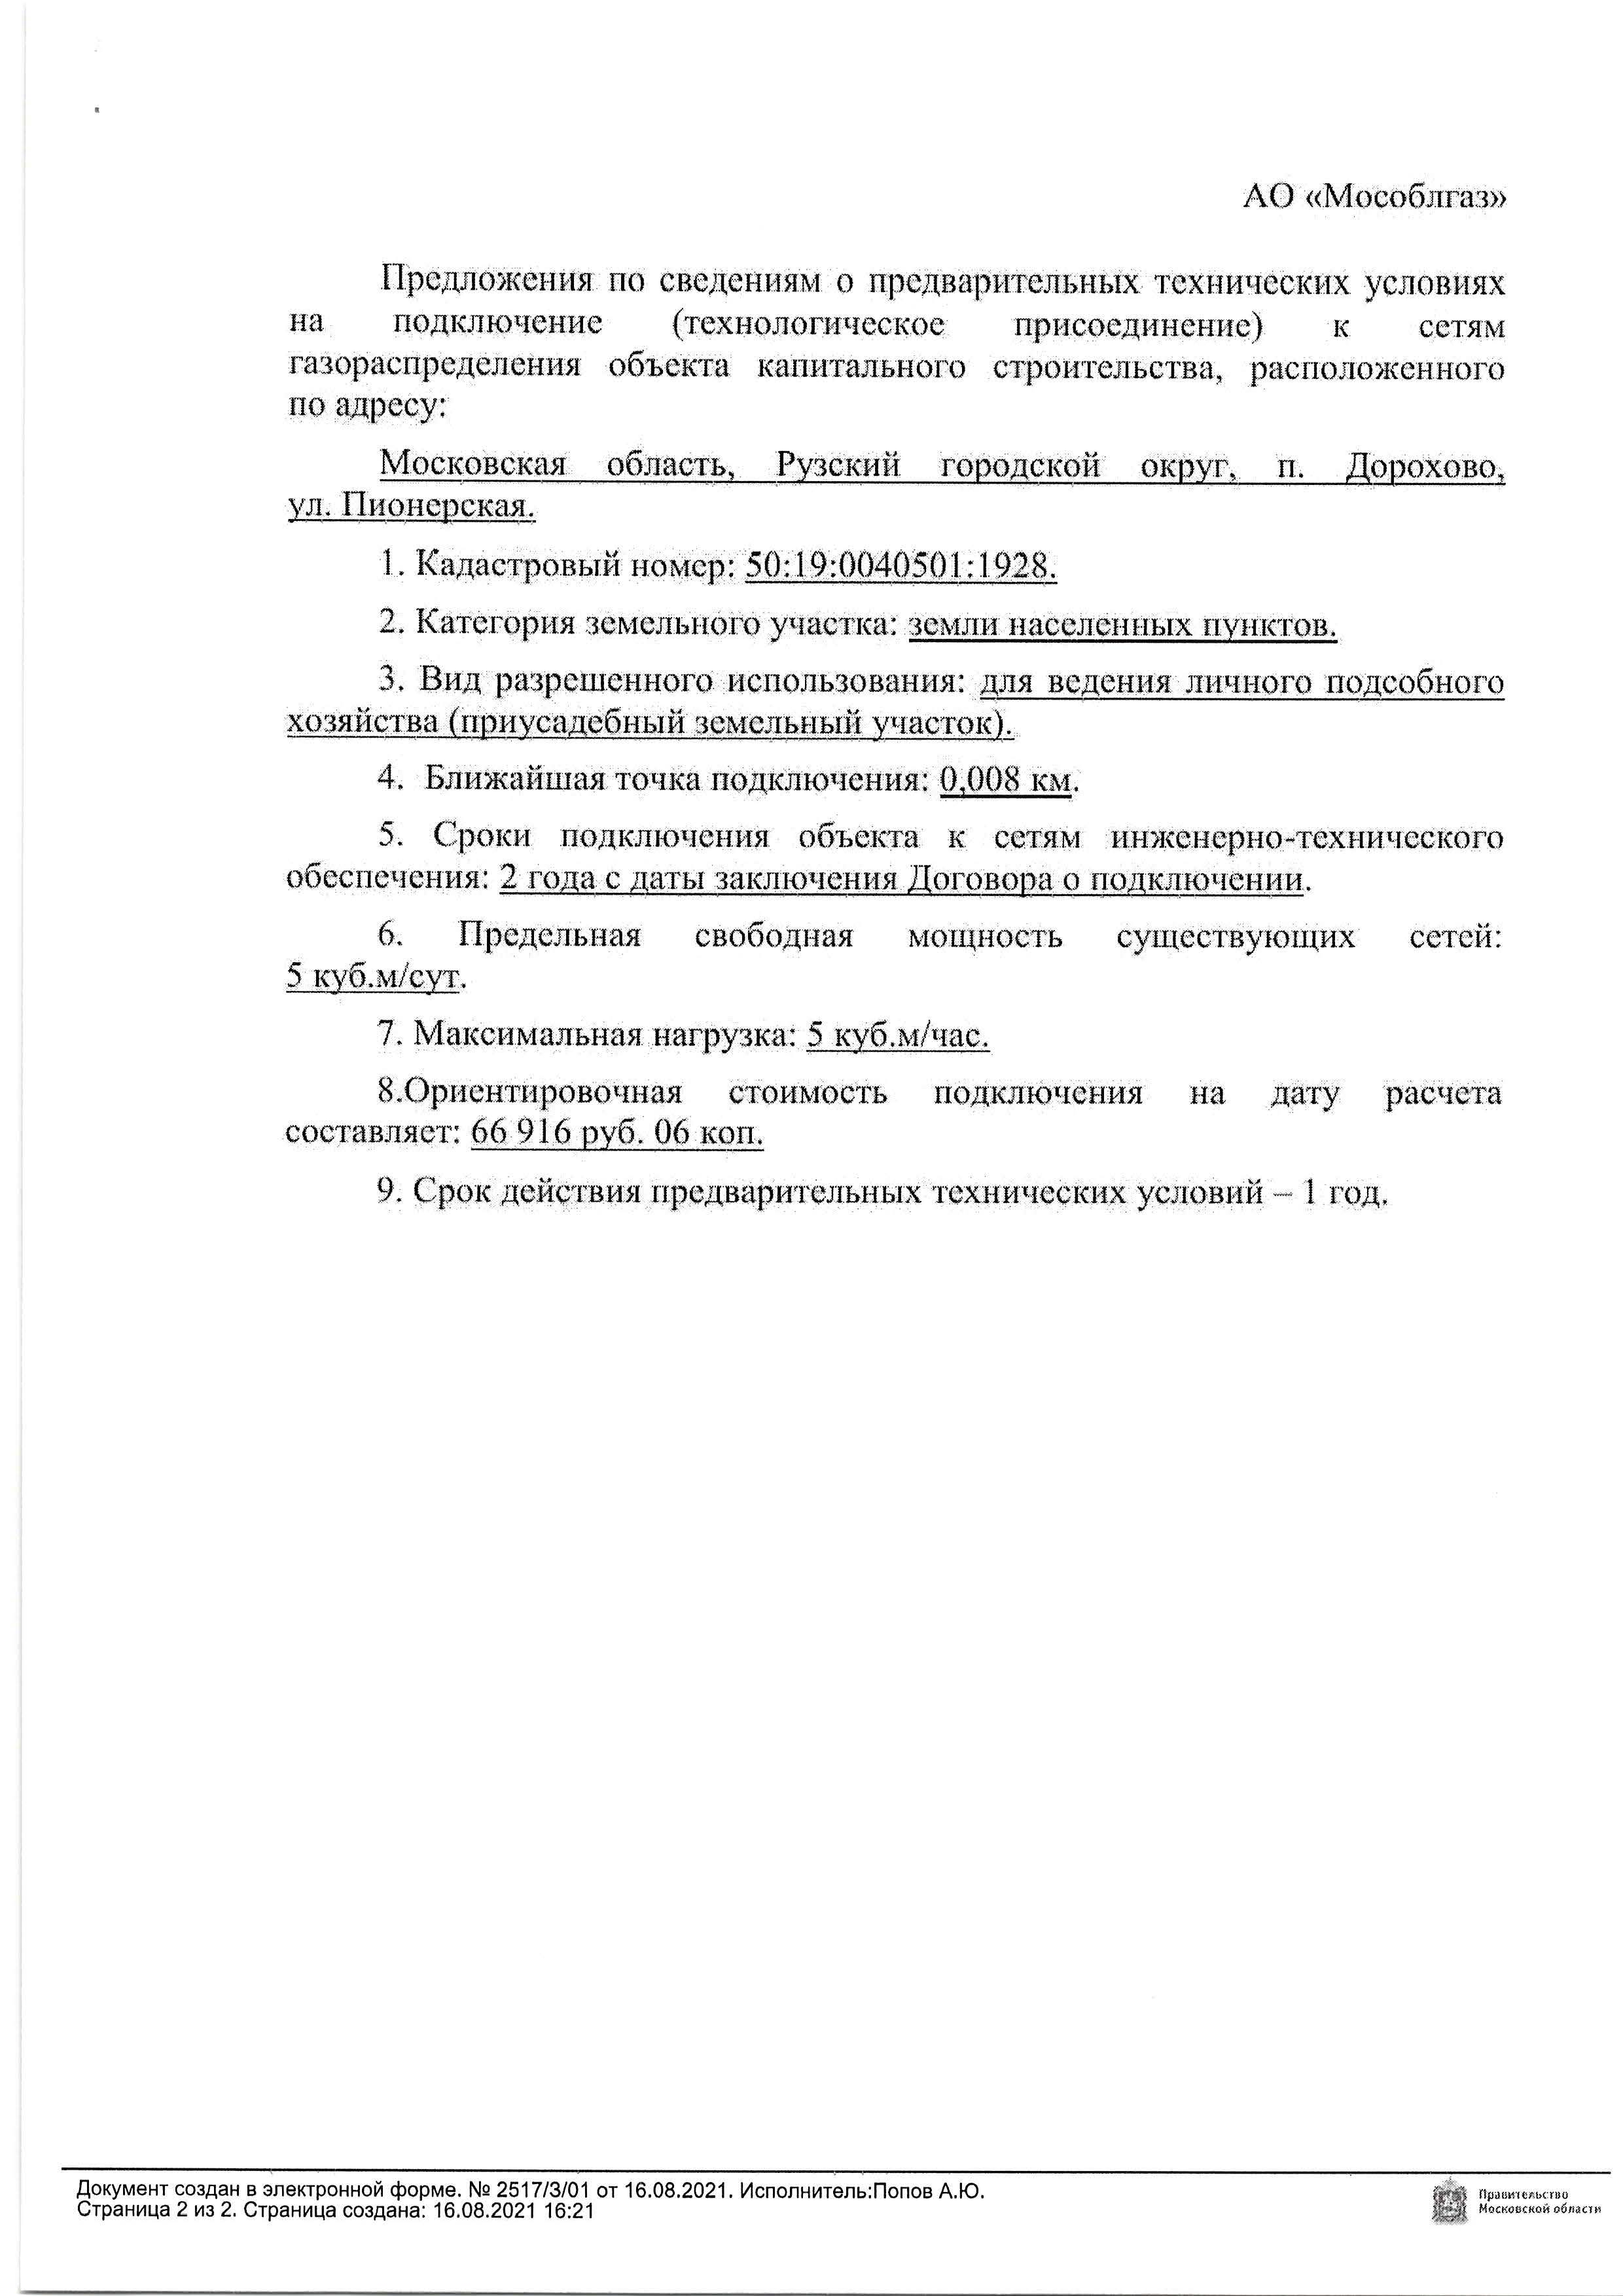 АО «Мособлгаз»
Предложения по сведениям о предварительных технических условиях
на подключение (технологическое присоединение) к сетям
газораспределения объекта капитального строительства, расположенного
по адресу:
Московская область, Рузский городской округ, п. Дорохово,
ул. Пионерская.
1. Кадастровый номер: 50:19:0040501:1928.
2. Категория земельного участка: земли населенных пунктов.
3. Вид разрешенного использования: для ведения личного подсобного
хозяйства (приусадебный земельный участок).
4. Ближайшая точка подключения: 0,008 км.
5. Сроки подключения объекта к сетям инженерно-технического
обеспечения: 2 года с даты заключения Договора о подключении.
6. Предельная свободная мощность существующих сетей:
5 куб.м/сут.
7. Максимальная нагрузка: 5 куб.м/час.
8.Ориентировочная стоимость подключения на дату расчета
составляет: 66 916 руб. 06 коп.
9. Срок действия предварительных технических условий – 1 год.
Документ создан в электронной форме. № 2517/3/01 от 16.08.2021. Исполнитель:Попов А.Ю.
Страница 2 из 2. Страница создана: 16.08.2021 16:21
Правительство
Московской области